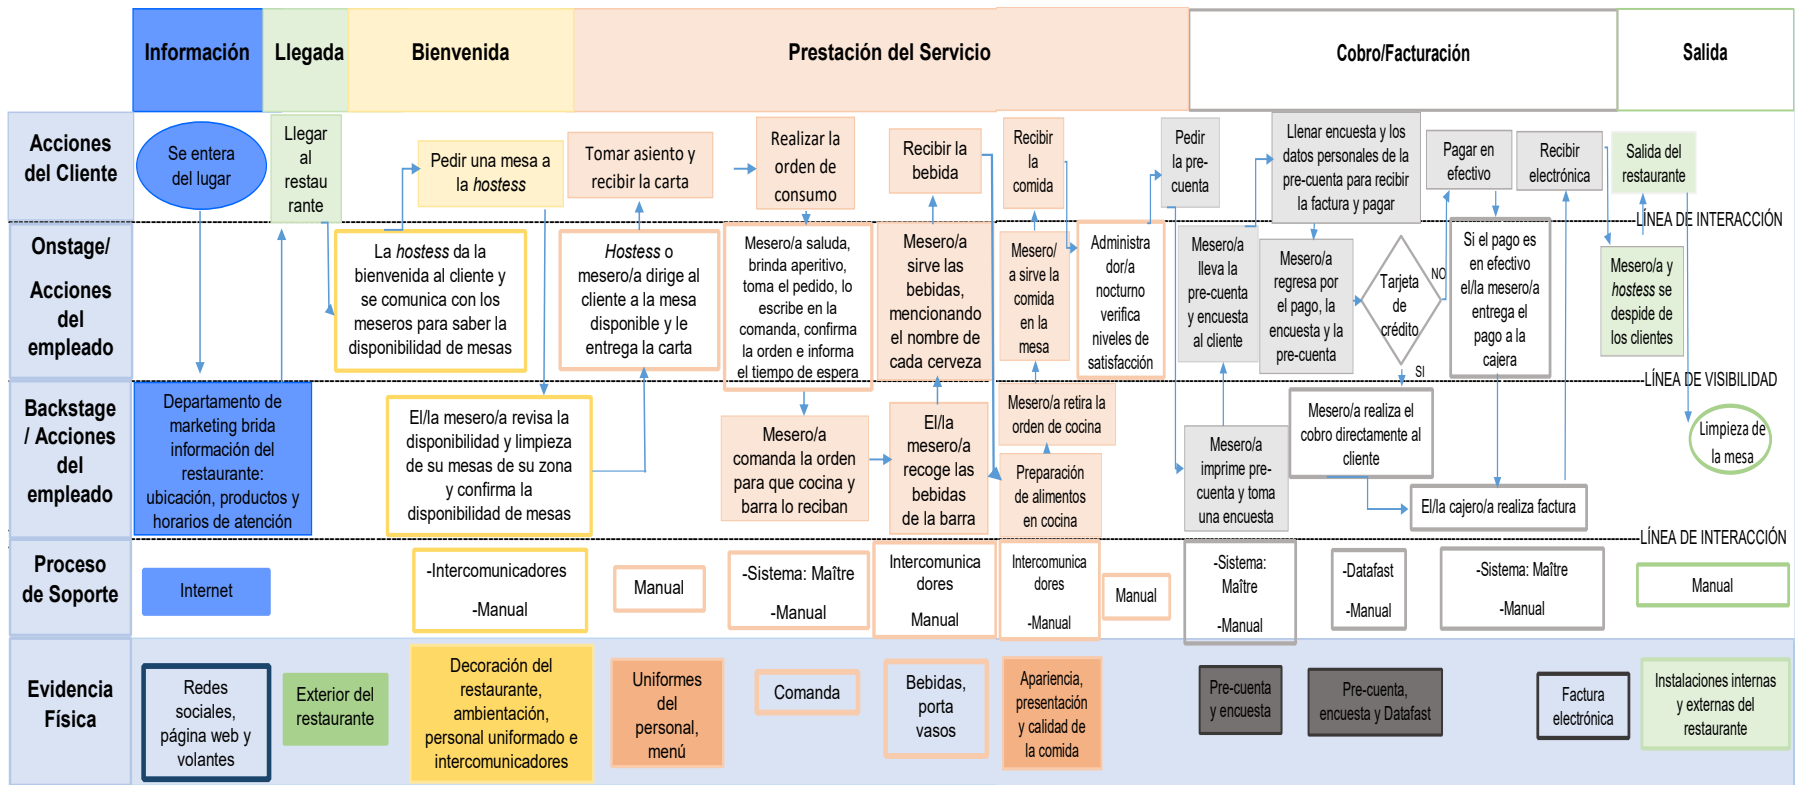 Información
Llegada
Bienvenida
Prestación del Servicio
Cobro/Facturación
Salida
Acciones
del Cliente
Se entera
del lugar
Llegar
al
restau
rante
Pedir una mesa a
la hostess
Tomar asiento y
recibir la carta
Realizar la
orden de
consumo
Recibir la
bebida
Recibir
la
comida
Pedir
la pre-
cuenta
Llenar encuesta y los
datos personales de la
pre-cuenta para recibir
la factura y pagar
Pagar en
efectivo
Recibir
electrónica
Salida del
restaurante
LÍNEA DE INTERACCIÓN
Onstage/
Acciones
del
empleado
La hostess da la
bienvenida al cliente y
se comunica con los
meseros para saber la
disponibilidad de mesas
Hostess o
mesero/a dirige al
cliente a la mesa
disponible y le
entrega la carta
Mesero/a saluda,
brinda aperitivo,
toma el pedido, lo
escribe en la
comanda, confirma
la orden e informa
el tiempo de espera
Mesero/a
sirve las
bebidas,
mencionando
el nombre de
cada cerveza
Mesero/
a sirve la
comida
en la
mesa
Administra
dor/a
nocturno
verifica
niveles de
satisfacción
Mesero/a
lleva la
pre-cuenta
y encuesta
al cliente
Mesero/a
regresa por
el pago, la
encuesta y la
pre-cuenta
Tarjeta
de
crédito
NO
SI
Si el pago es
en efectivo
el/la mesero/a
entrega el
pago a la
cajera
Mesero/a y
hostess se
despide de
los clientes
LÍNEA DE VISIBILIDAD
Backstage
/ Acciones
del
empleado
Departamento de
marketing brida
información del
restaurante:
ubicación, productos y
horarios de atención
El/la mesero/a revisa la
disponibilidad y limpieza
de su mesas de su zona
y confirma la
disponibilidad de mesas
Mesero/a
comanda la orden
para que cocina y
barra lo reciban
El/la
mesero/a
recoge las
bebidas
de la barra
Mesero/a retira la
orden de cocina
Preparación
de alimentos
en cocina
Mesero/a
imprime pre-
cuenta y toma
una encuesta
Mesero/a realiza el
cobro directamente al
cliente
El/la cajero/a realiza factura
Limpieza de
la mesa
LÍNEA DE INTERACCIÓN
Proceso
de Soporte
Internet
-Intercomunicadores
-Manual
Manual
-Sistema: Maître
-Manual
Intercomunica
dores
Manual
Intercomunica
dores
-Manual
Manual
-Sistema:
Maître
-Manual
-Datafast
-Manual
-Sistema: Maître
-Manual
Manual
Evidencia
Física
Redes
sociales,
página web y
volantes
Exterior del
restaurante
Decoración del
restaurante,
ambientación,
personal uniformado e
intercomunicadores
Uniformes
del
personal,
menú
Comanda
Bebidas,
porta
vasos
Apariencia,
presentación
y calidad de
la comida
Pre-cuenta
y encuesta
Pre-cuenta,
encuesta y Datafast
Factura
electrónica
Instalaciones internas
y externas del
restaurante